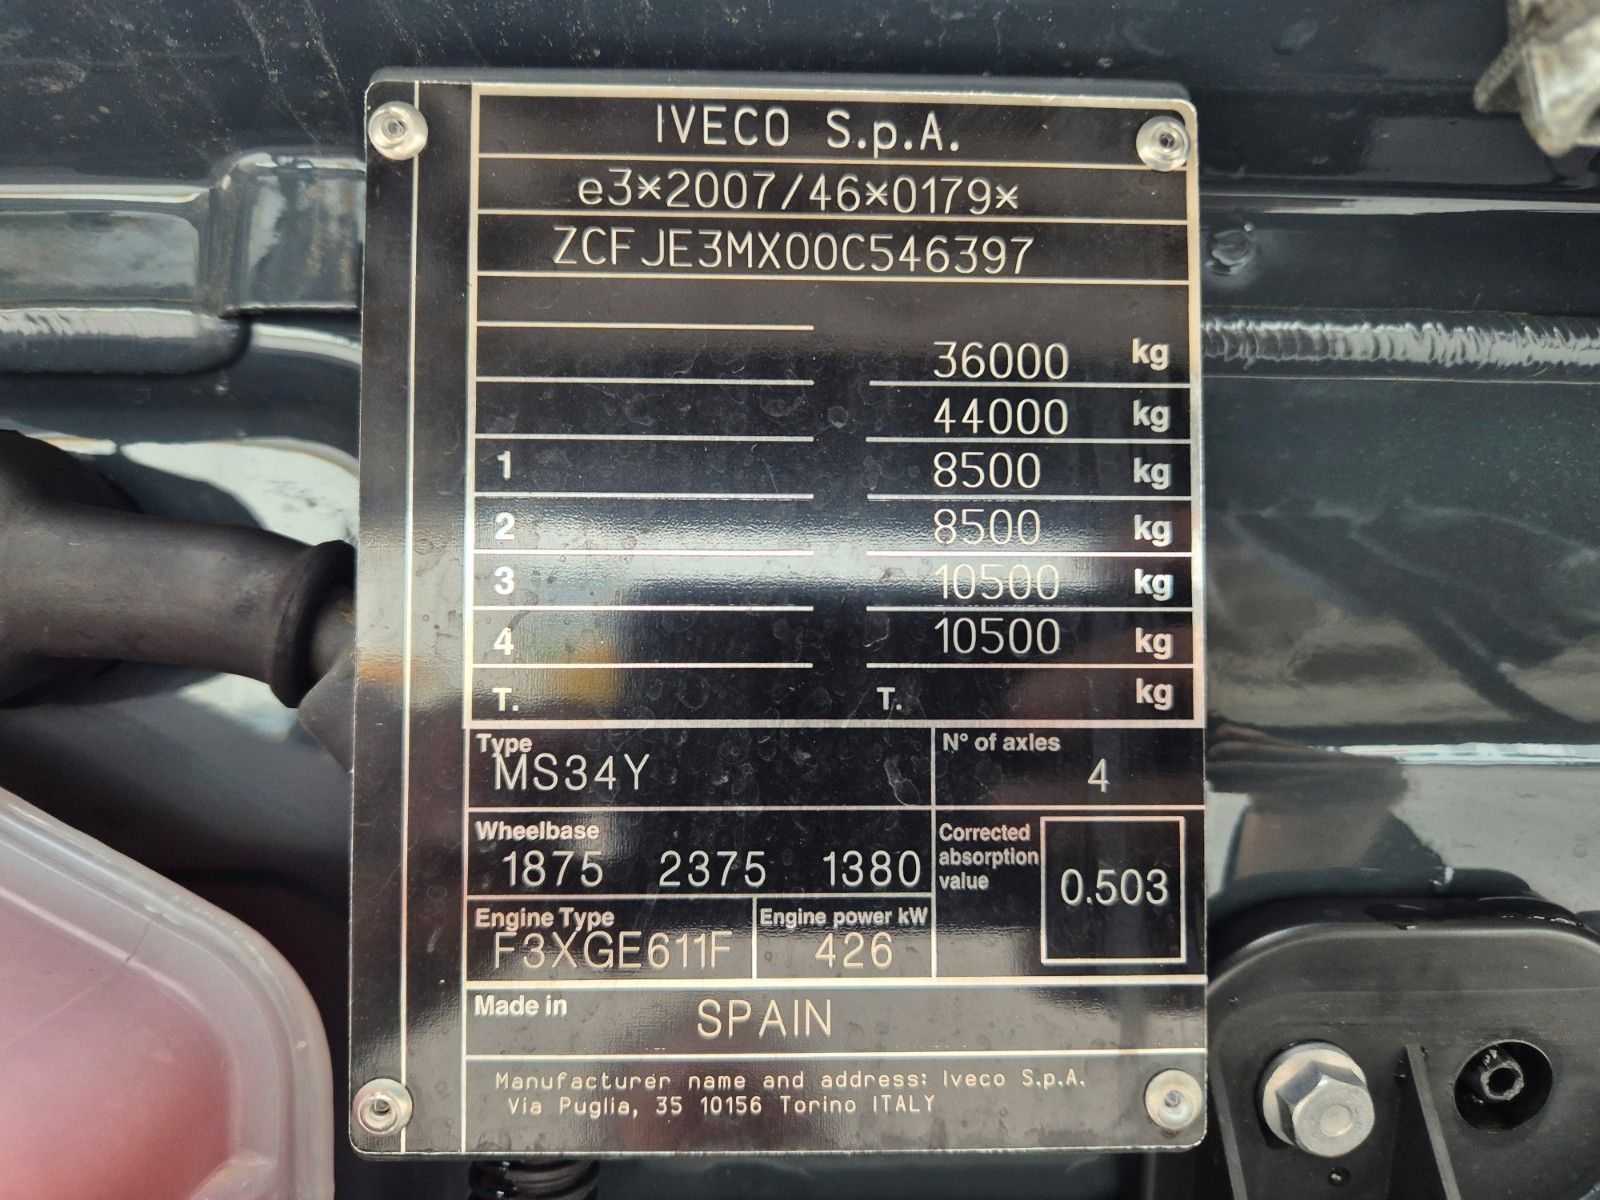 IVECO S.p.A.
e3*2007/46*0179*
ZCFJE3MX00C546397
36000 kg
44000 kg
1 8500 kg
2 8500 kg
3 10500 kg
4 10500 kg
T. T. kg
Type N° of axles
MS34Y 4
Wheelbase Corrected absorption value
1875 2375 1380 0.503
Engine Type Engine power kW
F3XGE611F 426
Made in SPAIN
Manufacturer name and address: Iveco S.p.A.
Via Puglia, 35 10156 Torino ITALY